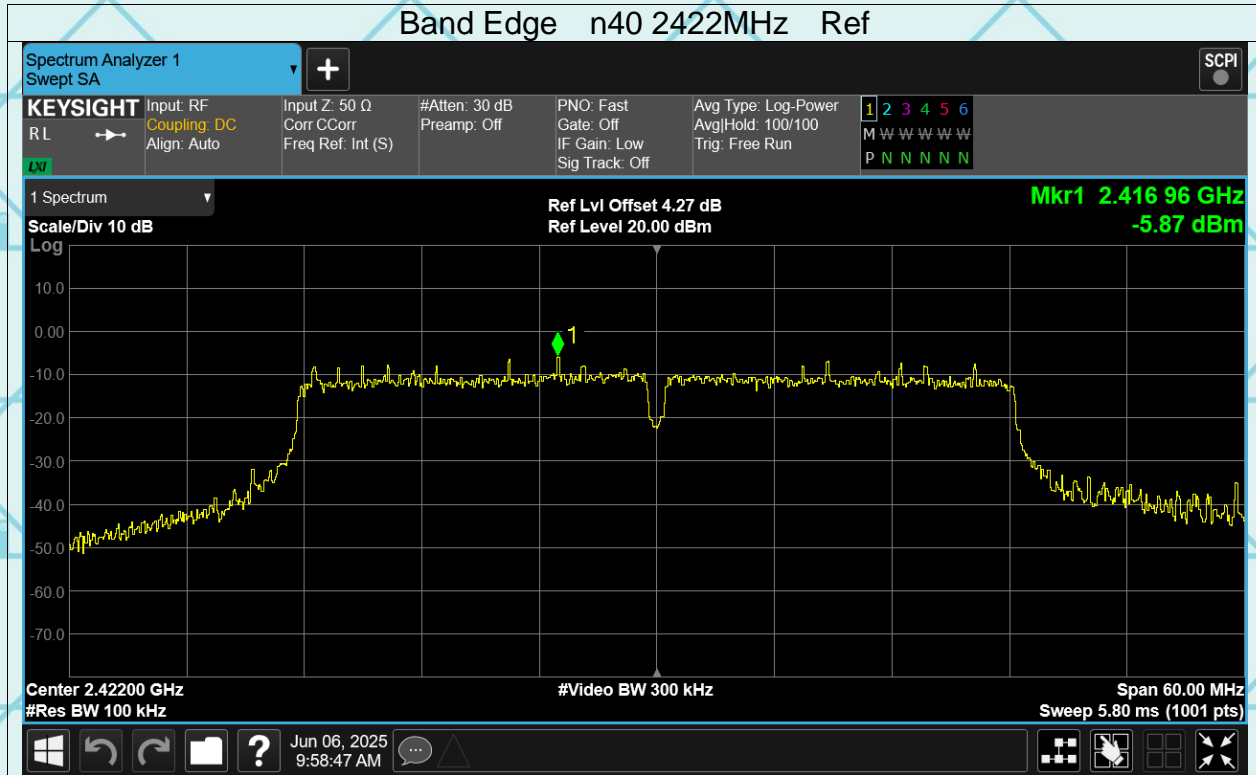 Band Edge n40 2422MHz Ref
Spectrum Analyzer 1
Swept SA
+
SCPI
KEYSIGHT
RL
LXI
Input: RF
Coupling: DC
Align: Auto
Input Z: 50 Ω
Corr CCorr
Freq Ref: Int (S)
#Atten: 30 dB
Preamp: Off
PNO: Fast
Gate: Off
IF Gain: Low
Sig Track: Off
Avg Type: Log-Power
Avg|Hold: 100/100
Trig: Free Run
1 2 3 4 5 6
M W W W W W
P N N N N N
1 Spectrum
Scale/Div 10 dB
Ref Lvl Offset 4.27 dB
Ref Level 20.00 dBm
Mkr1 2.416 96 GHz
-5.87 dBm
Log
10.0
0.00
-10.0
-20.0
-30.0
-40.0
-50.0
-60.0
-70.0
1
Center 2.42200 GHz
#Res BW 100 kHz
#Video BW 300 kHz
Span 60.00 MHz
Sweep 5.80 ms (1001 pts)
?
Jun 06, 2025
9:58:47 AM